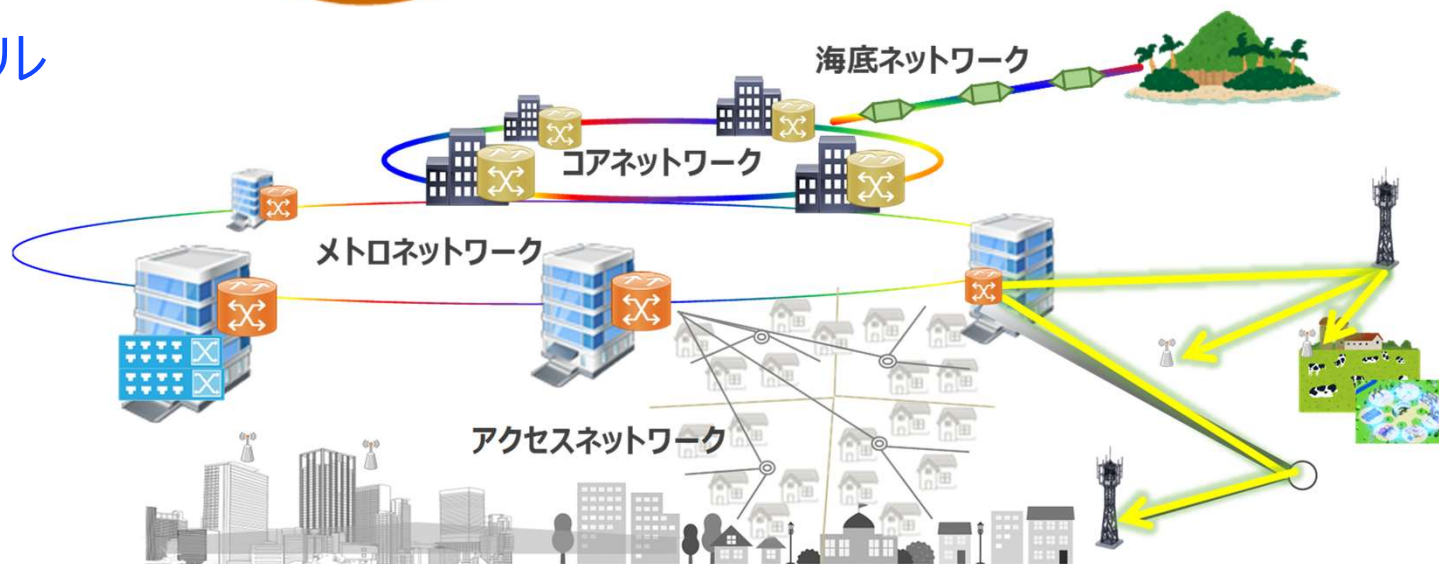 ル
海底ネットワーク
コアネットワーク
メトロネットワーク
アクセスネットワーク